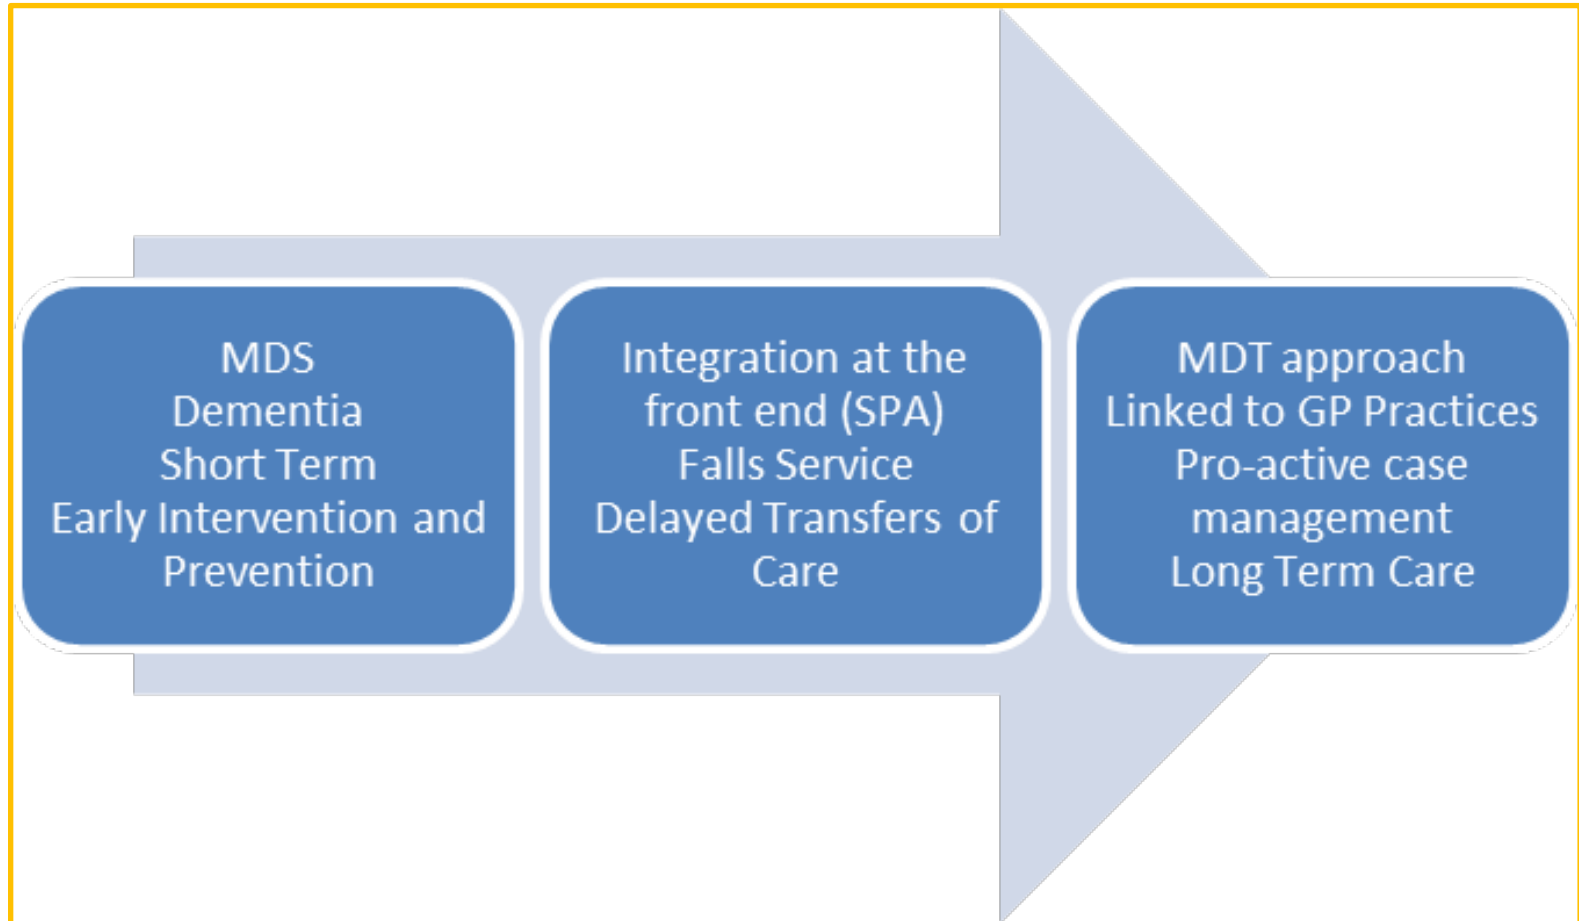 MDS
Dementia
Short Term
Early Intervention and
Prevention
Integration at the
front end (SPA)
Falls Service
Delayed Transfers of
Care
MDT approach
Linked to GP Practices
Pro-active case
management
Long Term Care